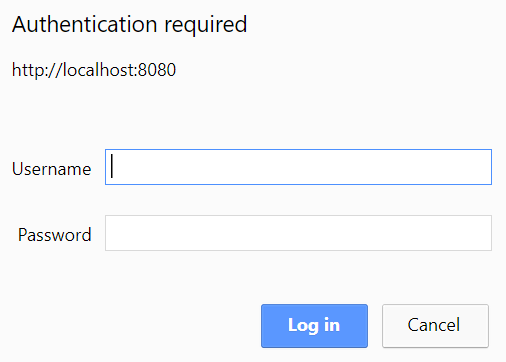 Authentication required
http://localhost:8080
Username
Password
Log in
Cancel